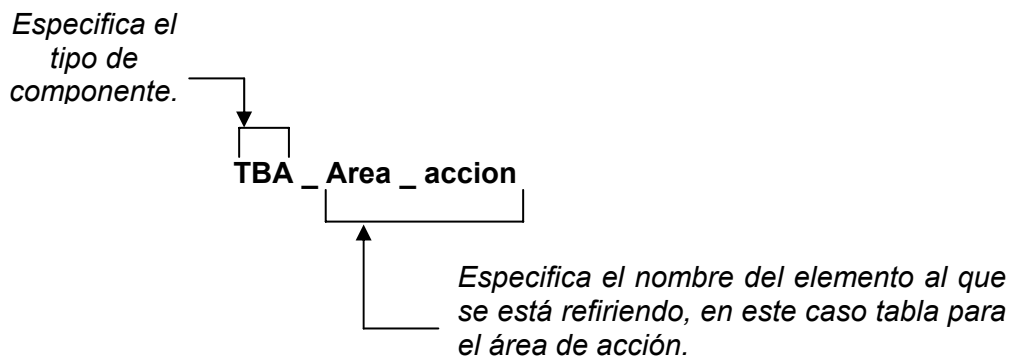 Especifica el
tipo de
componente.
TBA _ Area _ accion
Especifica el nombre del elemento al que
se está refiriendo, en este caso tabla para
el área de acción.